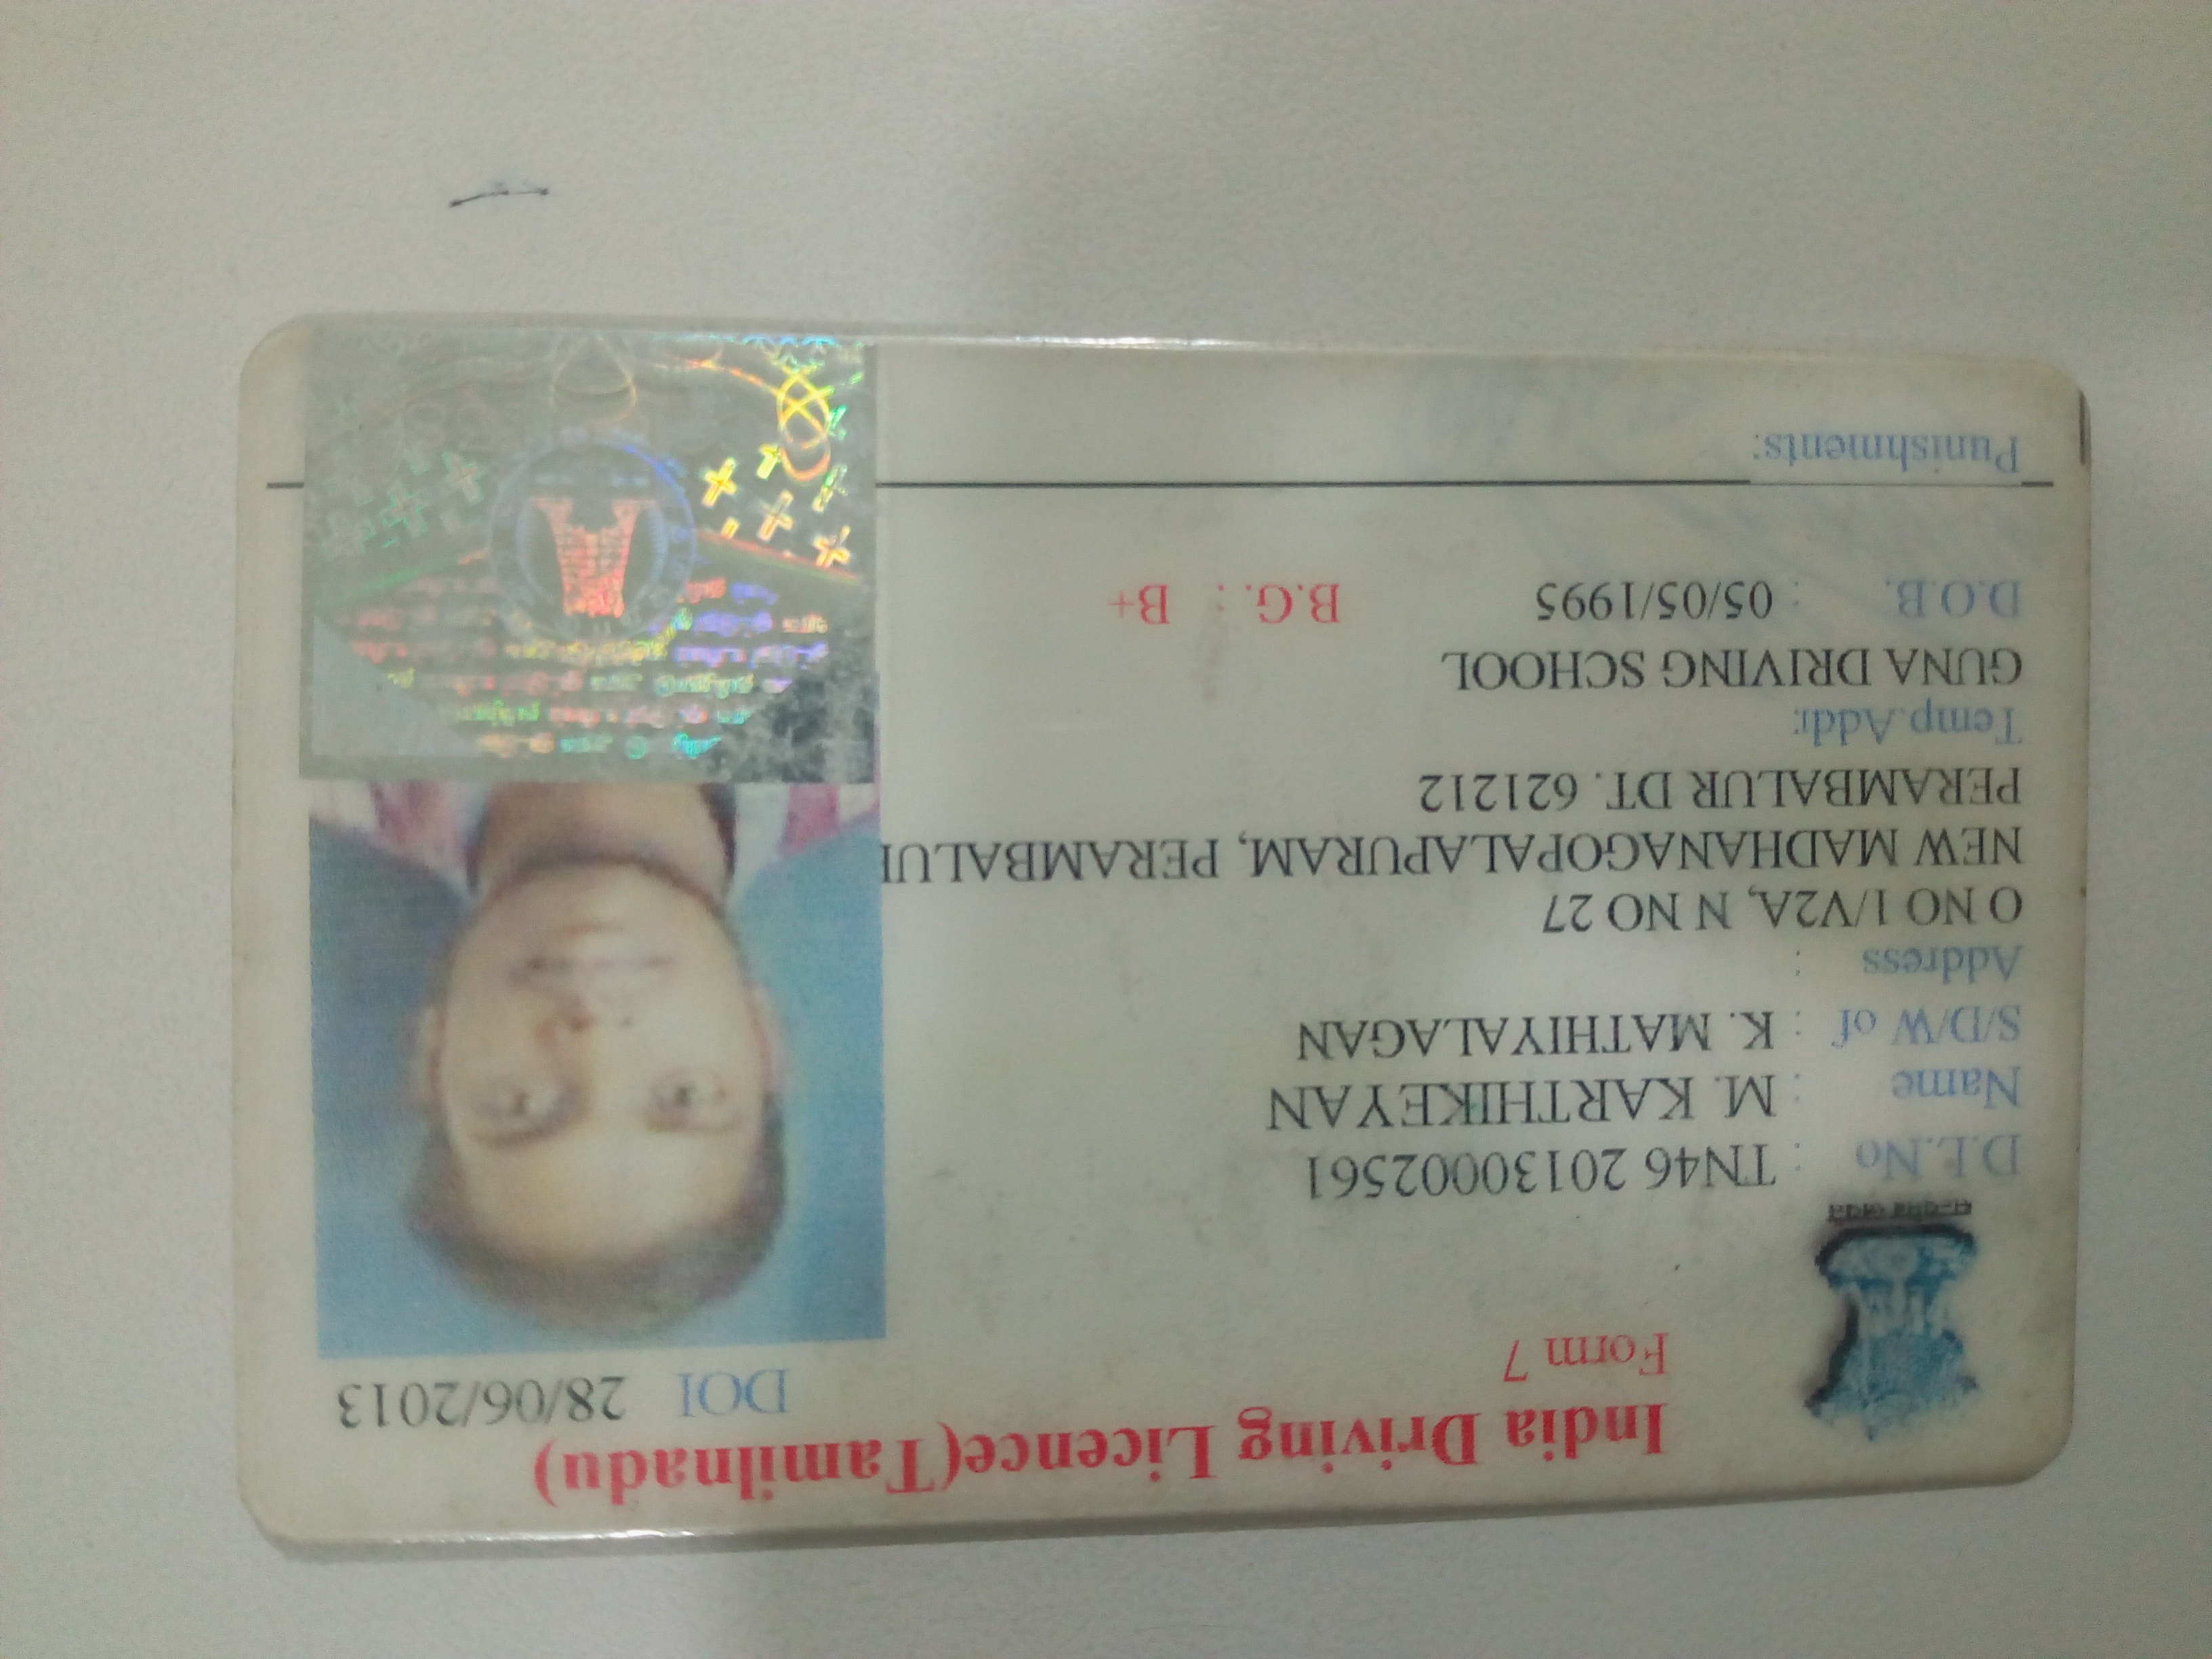 India Driving Licence(Tamilnadu)
Form 7
DOI 28/06/2013
D.L.No : TN46 20130002561
Name : M. KARTHIKEYAN
S/D/W of : K. MATHIYALAGAN
Address :
O NO 1/V2A, N NO 27
NEW MADHANAGOPALAPURAM, PERAMBALU
PERAMBALUR DT. 621212
Temp.Addr:
GUNA DRIVING SCHOOL
D.O.B. : 05/05/1995 B.G. : B+
Punishments: